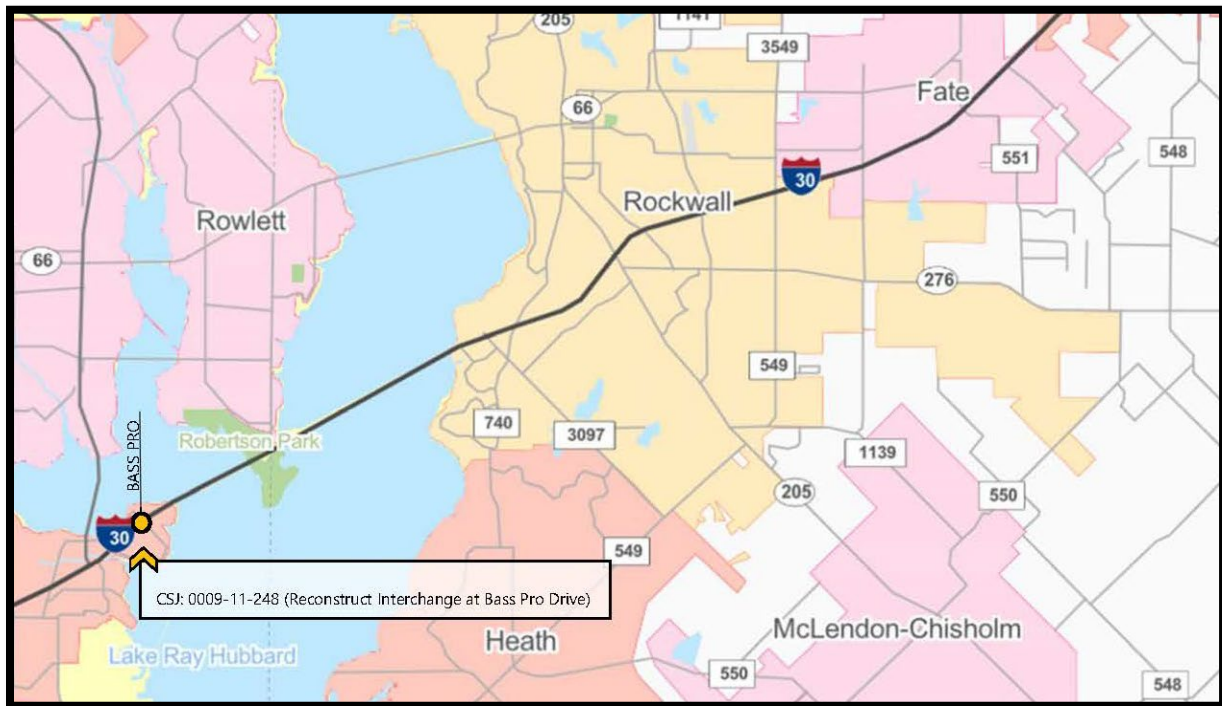 205
1141
3549
Fate
66
551
548
30
Rockwall
Rowlett
66
276
549
740
3097
Robertson Park
BASS PRO
1139
205
550
30
549
CSJ: 0009-11-248 (Reconstruct Interchange at Bass Pro Drive)
Heath
McLendon-Chisholm
Lake Ray Hubbard
550
548